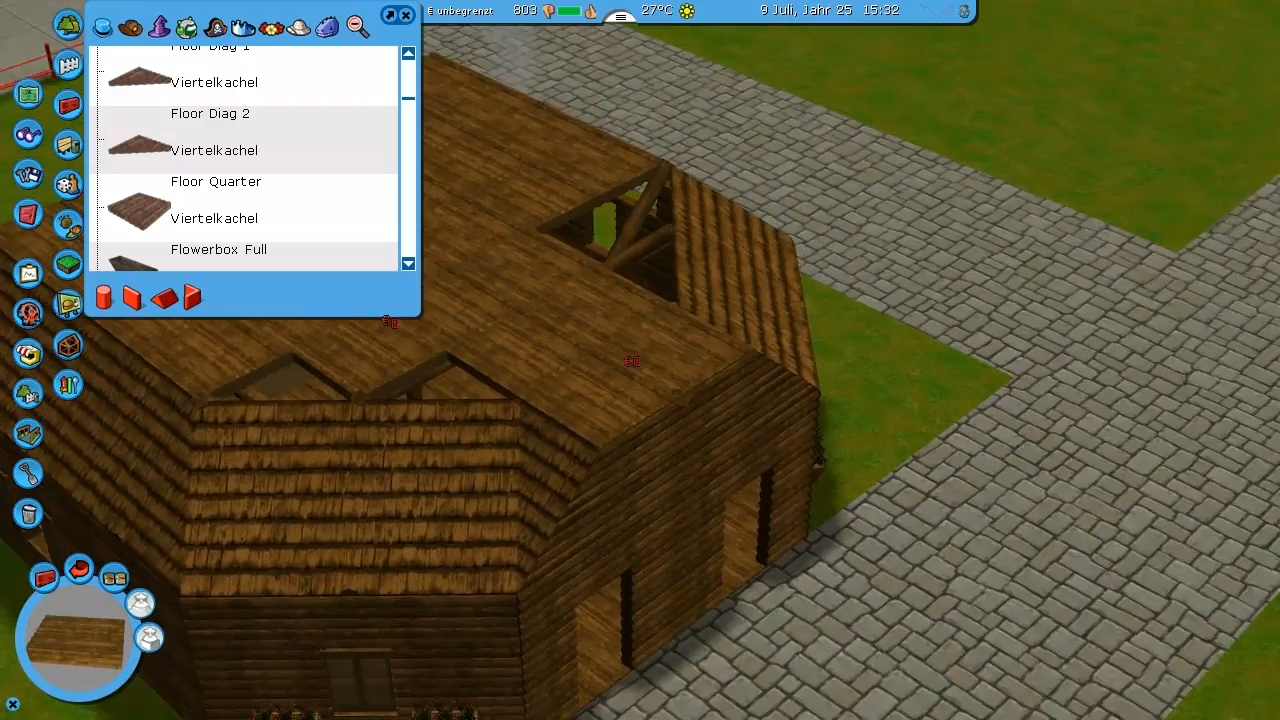 € unbegrenzt 803 27°C 9 Juli, Jahr 25 15:32
Floor Diag 1
Viertelkachel
Floor Diag 2
Viertelkachel
Floor Quarter
Viertelkachel
Flowerbox Full